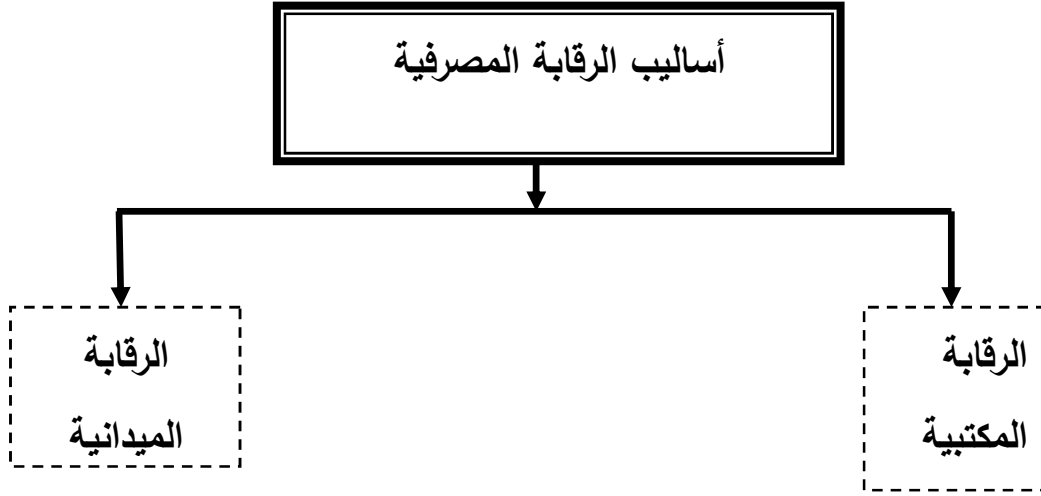 أساليب الرقابة المصرفية
الرقابة
المكتبية
الرقابة
الميدانية